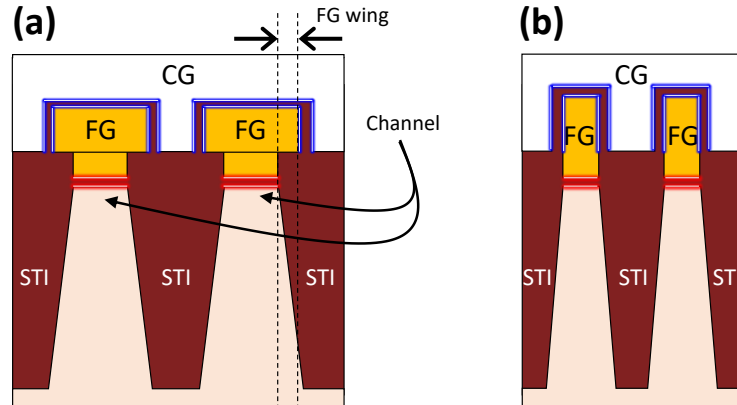 (a)
FG wing
(b)
CG
CG
FG
FG
Channel
FG
FG
STI
STI
STI
STI
STI
STI